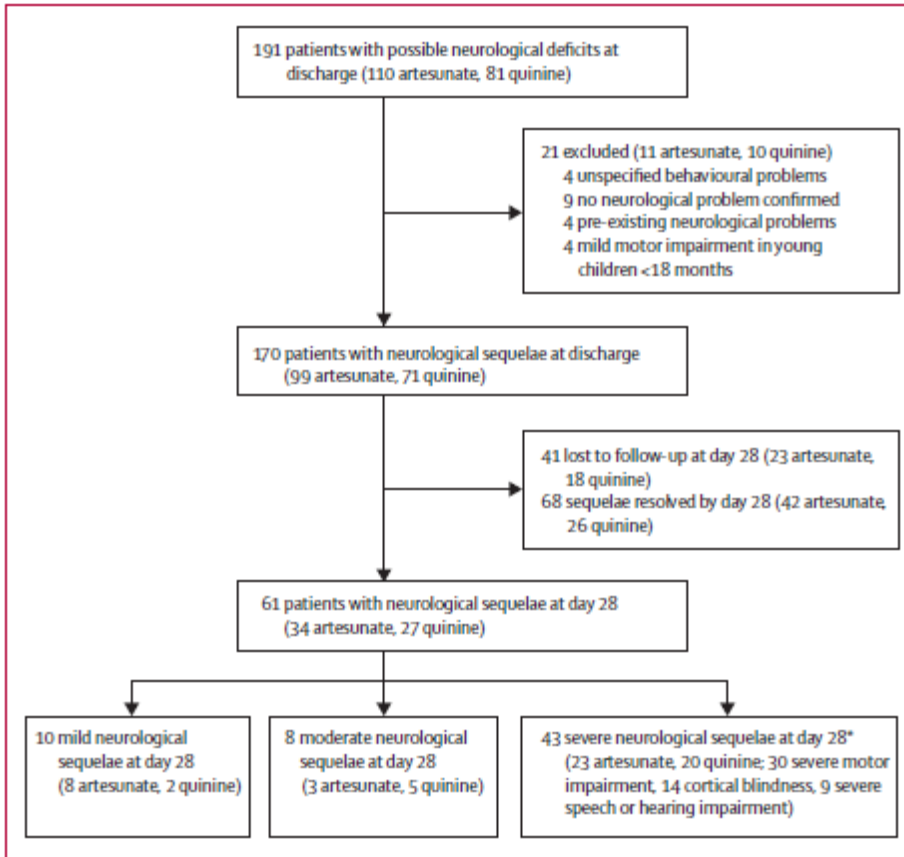 191 patients with possible neurological deficits at
discharge (110 artesunate, 81 quinine)
21 excluded (11 artesunate, 10 quinine)
4 unspecified behavioural problems
9 no neurological problem confirmed
4 pre-existing neurological problems
4 mild motor impairment in young
children <18 months
170 patients with neurological sequelae at discharge
(99 artesunate, 71 quinine)
41 lost to follow-up at day 28 (23 artesunate,
18 quinine)
68 sequelae resolved by day 28 (42 artesunate,
26 quinine)
61 patients with neurological sequelae at day 28
(34 artesunate, 27 quinine)
10 mild neurological
sequelae at day 28
(8 artesunate, 2 quinine)
8 moderate neurological
sequelae at day 28
(3 artesunate, 5 quinine)
43 severe neurological sequelae at day 28*
(23 artesunate, 20 quinine; 30 severe motor
impairment, 14 cortical blindness, 9 severe
speech or hearing impairment)